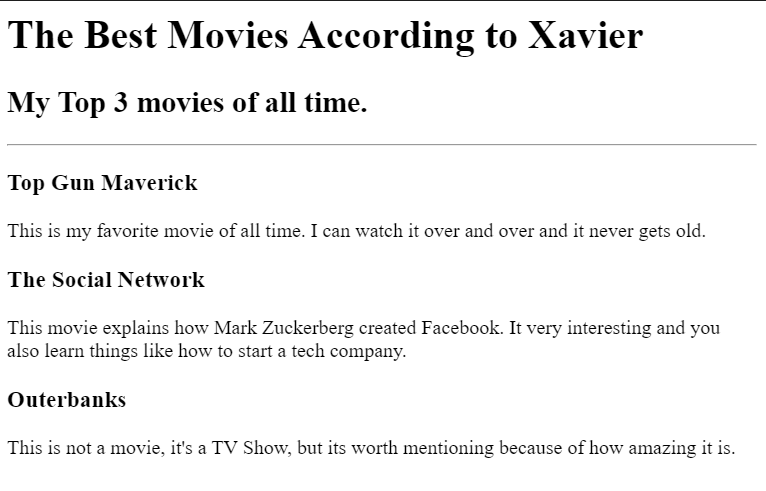 The Best Movies According to Xavier
My Top 3 movies of all time.
Top Gun Maverick
This is my favorite movie of all time. I can watch it over and over and it never gets old.
The Social Network
This movie explains how Mark Zuckerberg created Facebook. It very interesting and you
also learn things like how to start a tech company.
Outerbanks
This is not a movie, it's a TV Show, but its worth mentioning because of how amazing it is.